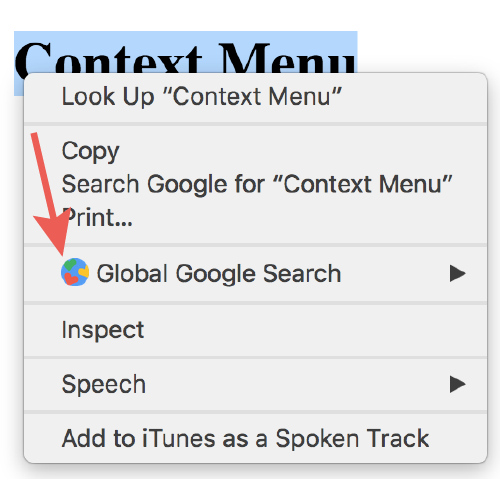 Context Menu
Look Up “Context Menu”
Copy
Search Google for “Context Menu”
Print...
Global Google Search
Inspect
Speech
Add to iTunes as a Spoken Track